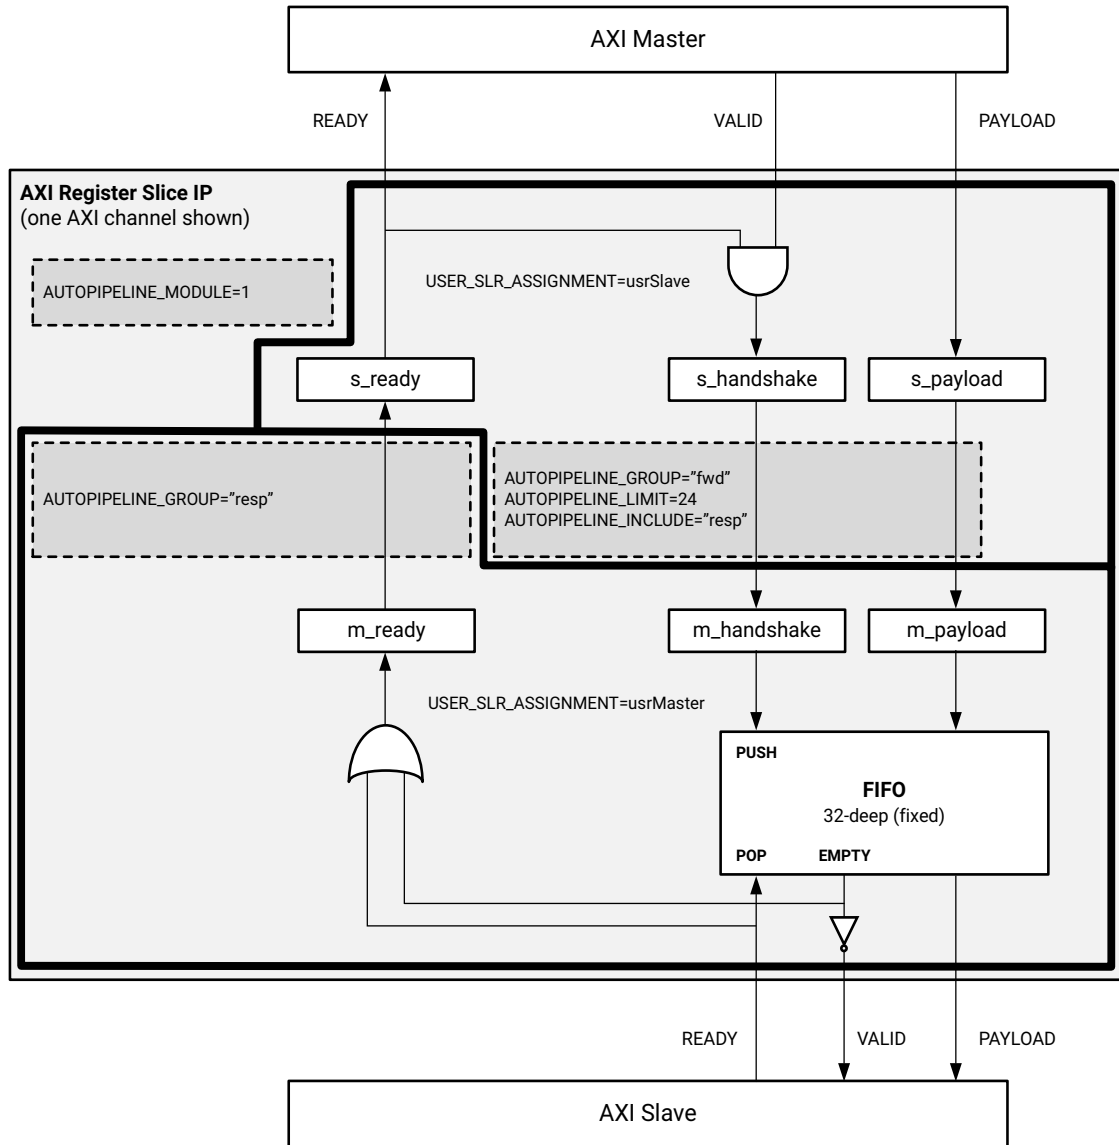 AXI Master
READY
VALID
PAYLOAD
AXI Register Slice IP
(one AXI channel shown)
AUTOPIPELINE_MODULE=1
USER_SLR_ASSIGNMENT=usrSlave
s_ready
s_handshake
s_payload
AUTOPIPELINE_GROUP=”resp”
AUTOPIPELINE_GROUP=”fwd”
AUTOPIPELINE_LIMIT=24
AUTOPIPELINE_INCLUDE=”resp”
m_ready
m_handshake
m_payload
USER_SLR_ASSIGNMENT=usrMaster
PUSH
FIFO
32-deep (fixed)
POP
EMPTY
READY
VALID
PAYLOAD
AXI Slave